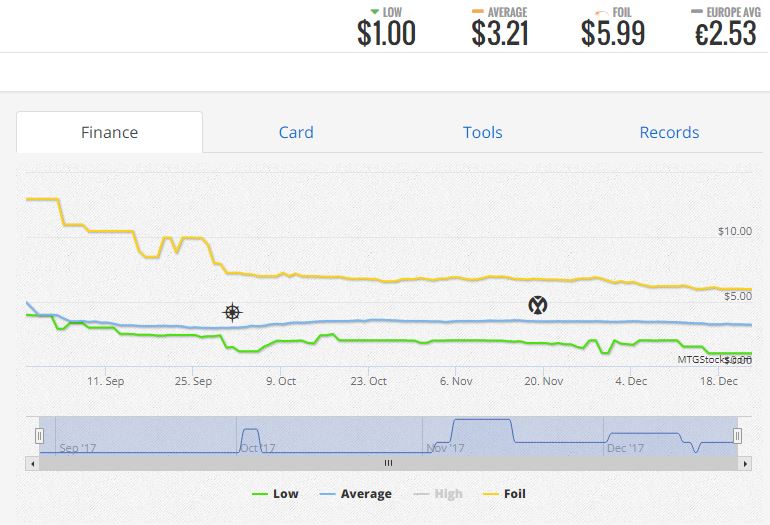 LOW AVERAGE FOIL EUROPE AVG
$1.00 $3.21 $5.99 €2.53
Finance Card Tools Records
$10.00
$5.00
MTGStocks.com
$0.00
11. Sep 25. Sep 9. Oct 23. Oct 6. Nov 20. Nov 4. Dec 18. Dec
Sep '17 Oct '17 Nov '17 Dec '17
Low Average High Foil